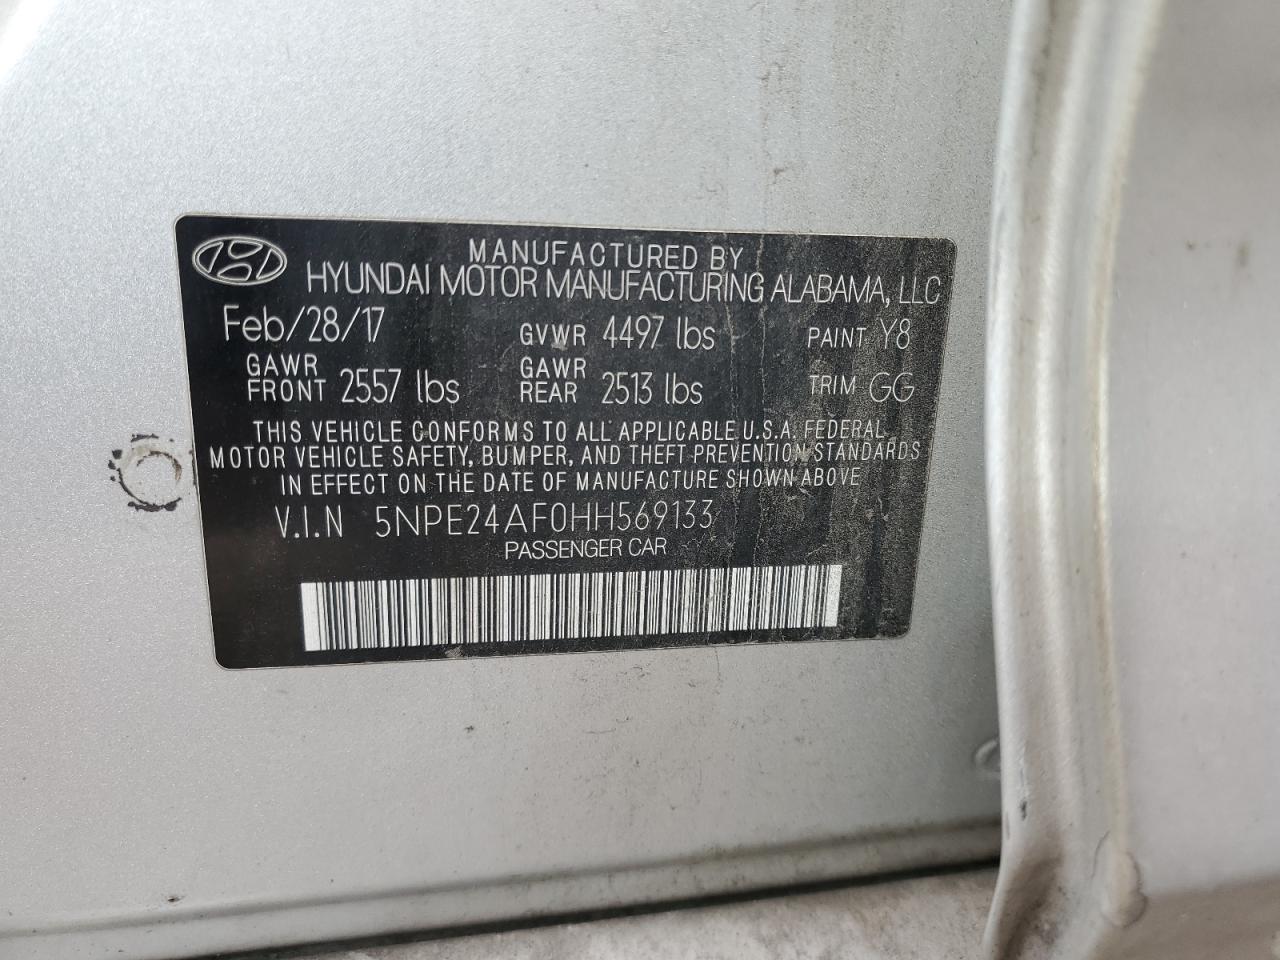 MANUFACTURED BY
HYUNDAI MOTOR MANUFACTURING ALABAMA, LLC
Feb/28/17 GVWR 4497 lbs PAINT Y8
GAWR FRONT 2557 lbs GAWR REAR 2513 lbs TRIM GG
THIS VEHICLE CONFORMS TO ALL APPLICABLE U.S.A. FEDERAL
MOTOR VEHICLE SAFETY, BUMPER, AND THEFT PREVENTION STANDARDS
IN EFFECT ON THE DATE OF MANUFACTURE SHOWN ABOVE
V.I.N 5NPE24AF0HH569133
PASSENGER CAR